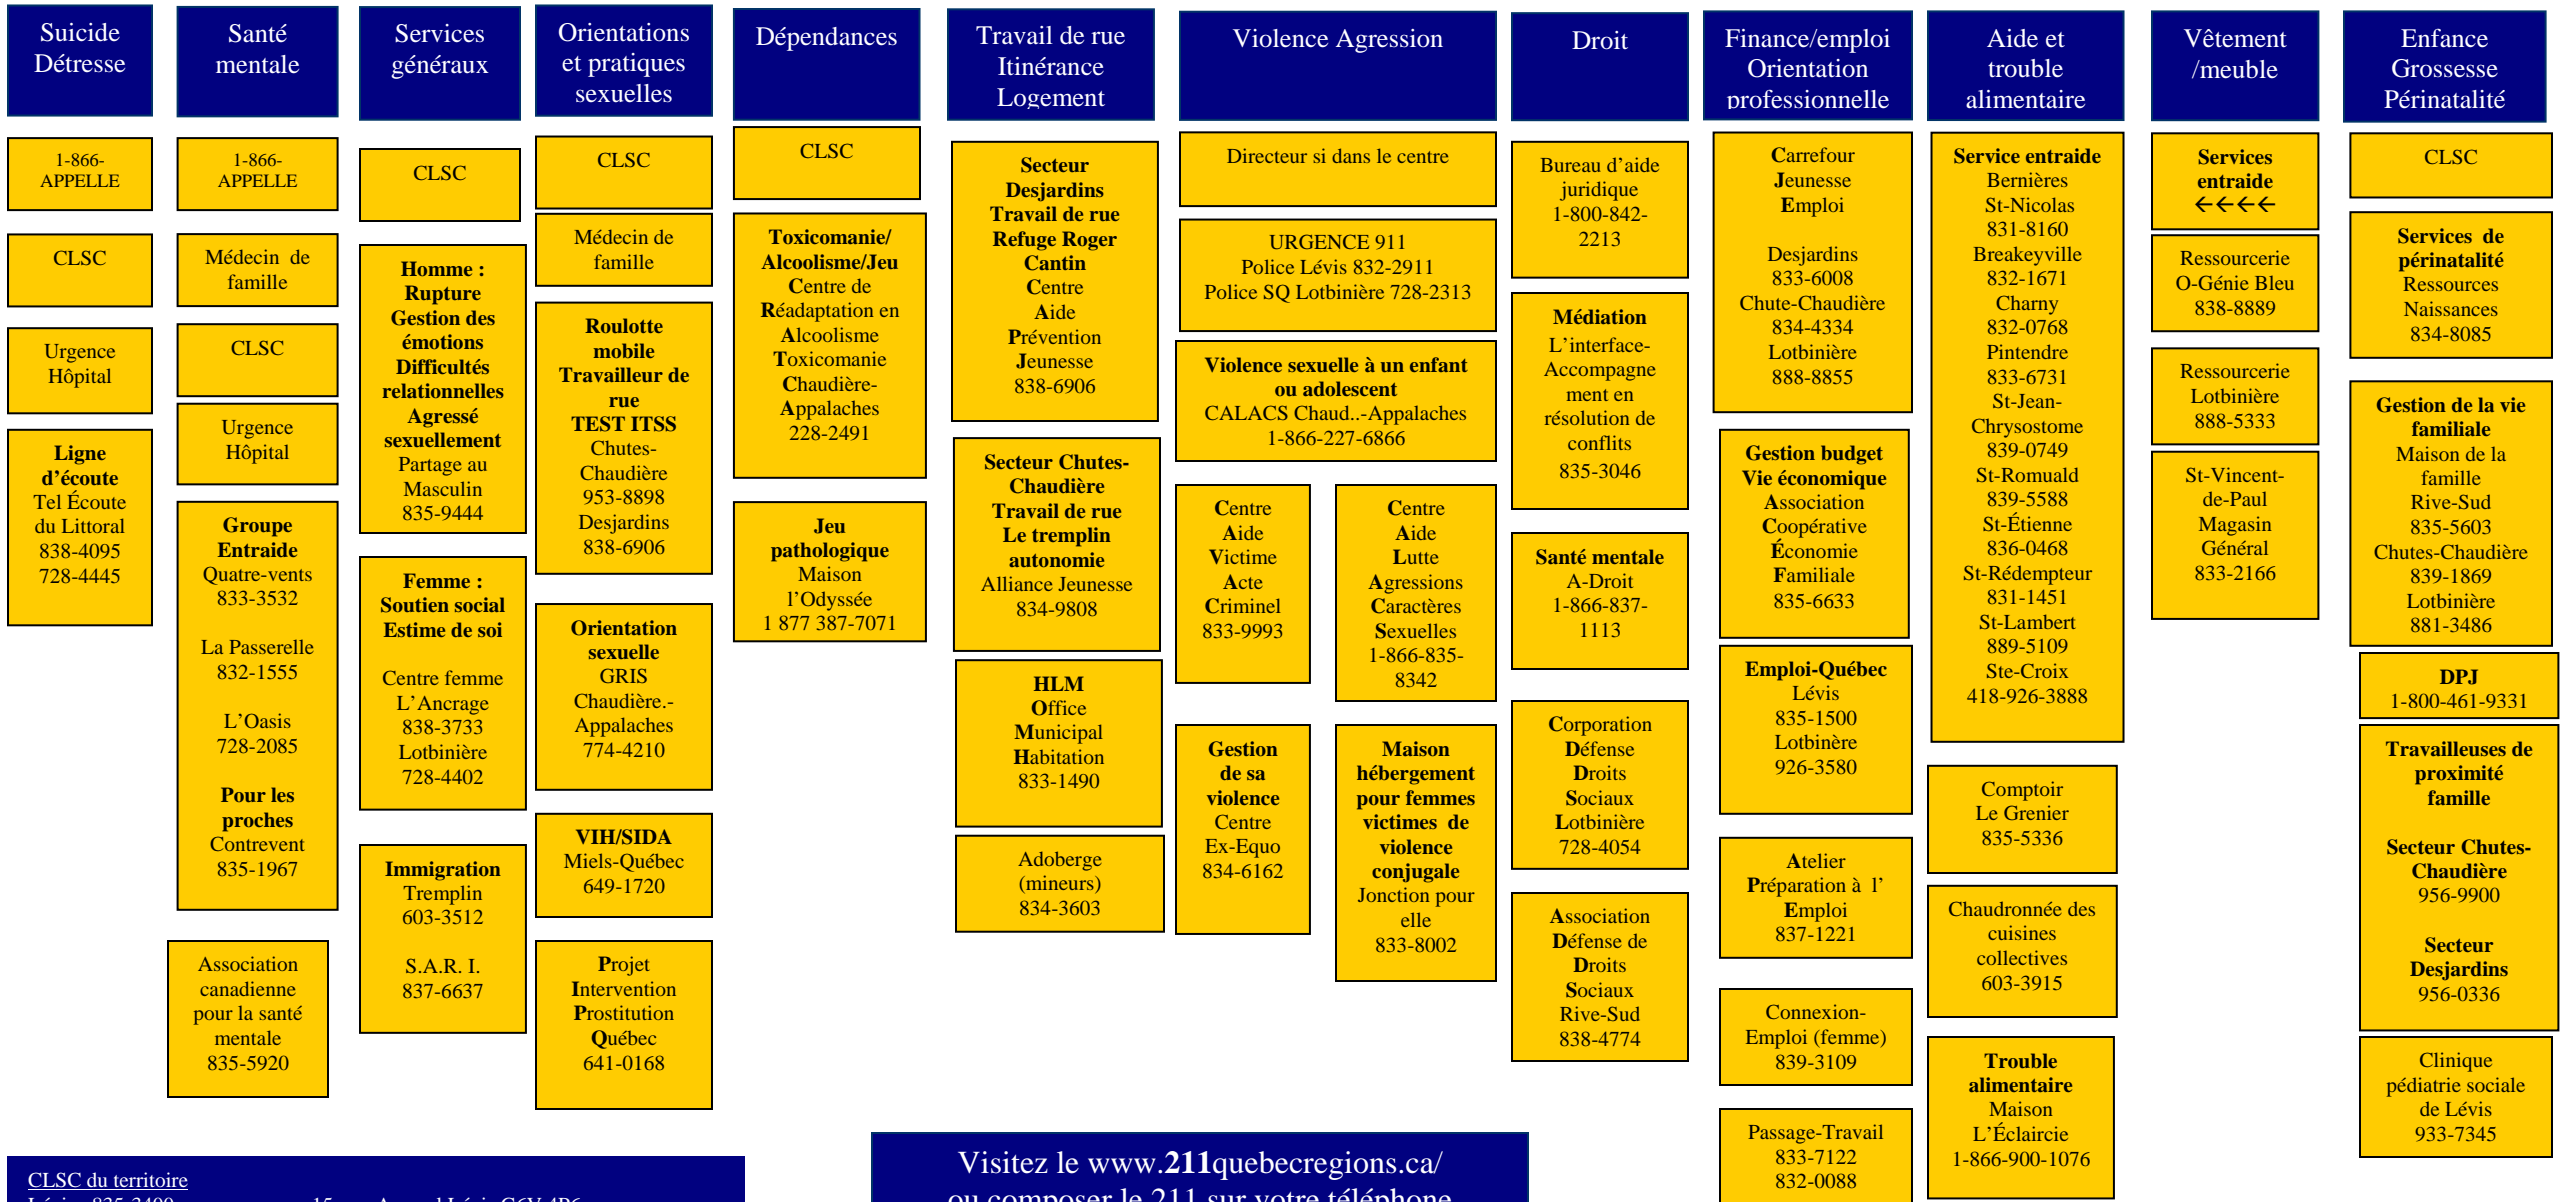 Suicide
Détresse
1-866-
APPELLE
CLSC
Urgence
Hôpital
Ligne
d'écoute
Tel Écoute
du Littoral
838-4095
728-4445
Santé
mentale
1-866-
APPELLE
Médecin de
famille
CLSC
Urgence
Hôpital
Groupe
Entraide
Quatre-vents
833-3532
La Passerelle
832-1555
L'Oasis
728-2085
Pour les
proches
Contrevent
835-1967
Association
canadienne
pour la santé
mentale
835-5920
Services
généraux
CLSC
Homme :
Rupture
Gestion des
émotions
Difficultés
relationnelles
Agressé
sexuellement
Partage au
Masculin
835-9444
Femme :
Soutien social
Estime de soi
Centre femme
L'Ancrage
838-3733
Lotbinière
728-4402
Immigration
Tremplin
603-3512
S.A.R. I.
837-6637
Orientations
et pratiques
sexuelles
CLSC
Médecin de
famille
Roulotte
mobile
Travailleur de
rue
TEST ITSS
Chutes-
Chaudière
953-8898
Desjardins
838-6906
Orientation
sexuelle
GRIS
Chaudière.-
Appalaches
774-4210
VIH/SIDA
Miels-Québec
649-1720
Projet
Intervention
Prostitution
Québec
641-0168
Dépendances
CLSC
Toxicomanie/
Alcoolisme/Jeu
Centre de
Réadaptation en
Alcoolisme
Toxicomanie
Chaudière-
Appalaches
228-2491
Jeu
pathologique
Maison
l'Odyssée
1 877 387-7071
Travail de rue
Itinérance
Logement
Secteur
Desjardins
Travail de rue
Refuge Roger
Cantin
Centre
Aide
Prévention
Jeunesse
838-6906
Secteur Chutes-
Chaudière
Travail de rue
Le tremplin
autonomie
Alliance Jeunesse
834-9808
HLM
Office
Municipal
Habitation
833-1490
Adoberge
(mineurs)
834-3603
Violence Agression
Directeur si dans le centre
URGENCE 911
Police Lévis 832-2911
Police SQ Lotbinière 728-2313
Violence sexuelle à un enfant
ou adolescent
CALACS Chaud..-Appalaches
1-866-227-6866
Centre
Aide
Victime
Acte
Criminel
833-9993
Centre
Aide
Lutte
Agressions
Caractères
Sexuelles
1-866-835-
8342
Gestion
de sa
violence
Centre
Ex-Equo
834-6162
Maison
hébergement
pour femmes
victimes de
violence
conjugale
Jonction pour
elle
833-8002
Droit
Bureau d'aide
juridique
1-800-842-
2213
Médiation
L'interface-
Accompagne
ment en
résolution de
conflits
835-3046
Santé mentale
A-Droit
1-866-837-
1113
Corporation
Défense
Droits
Sociaux
Lotbinière
728-4054
Association
Défense de
Droits
Sociaux
Rive-Sud
838-4774
Finance/emploi
Orientation
professionnelle
Carrefour
Jeunesse
Emploi
Desjardins
833-6008
Chute-Chaudière
834-4334
Lotbinière
888-8855
Gestion budget
Vie économique
Association
Coopérative
Économie
Familiale
835-6633
Emploi-Québec
Lévis
835-1500
Lotbinère
926-3580
Atelier
Préparation à l'
Emploi
837-1221
Connexion-
Emploi (femme)
839-3109
Passage-Travail
833-7122
832-0088
Aide et
trouble
alimentaire
Service entraide
Bernières
St-Nicolas
831-8160
Breakeyville
832-1671
Charny
832-0768
Pintendre
833-6731
St-Jean-
Chrysostome
839-0749
St-Romuald
839-5588
St-Étienne
836-0468
St-Rédempteur
831-1451
St-Lambert
889-5109
Ste-Croix
418-926-3888
Comptoir
Le Grenier
835-5336
Chaudronnée des
cuisines
collectives
603-3915
Trouble
alimentaire
Maison
L'Éclaircie
1-866-900-1076
Vêtement
/meuble
Services
entraide
←←←←
Ressourcerie
O-Génie Bleu
838-8889
Ressourcerie
Lotbinière
888-5333
St-Vincent-
de-Paul
Magasin
Général
833-2166
Enfance
Grossesse
Périnatalité
CLSC
Services de
périnatalité
Ressources
Naissances
834-8085
Gestion de la vie
familiale
Maison de la
famille
Rive-Sud
835-5603
Chutes-Chaudière
839-1869
Lotbinière
881-3486
DPJ
1-800-461-9331
Travailleuses de
proximité
famille
Secteur Chutes-
Chaudière
956-9900
Secteur
Desjardins
956-0336
Clinique
pédiatrie sociale
de Lévis
933-7345
CLSC du territoire
Visitez le www.211quebecregions.ca/
ou composer le 211 sur votre téléphone